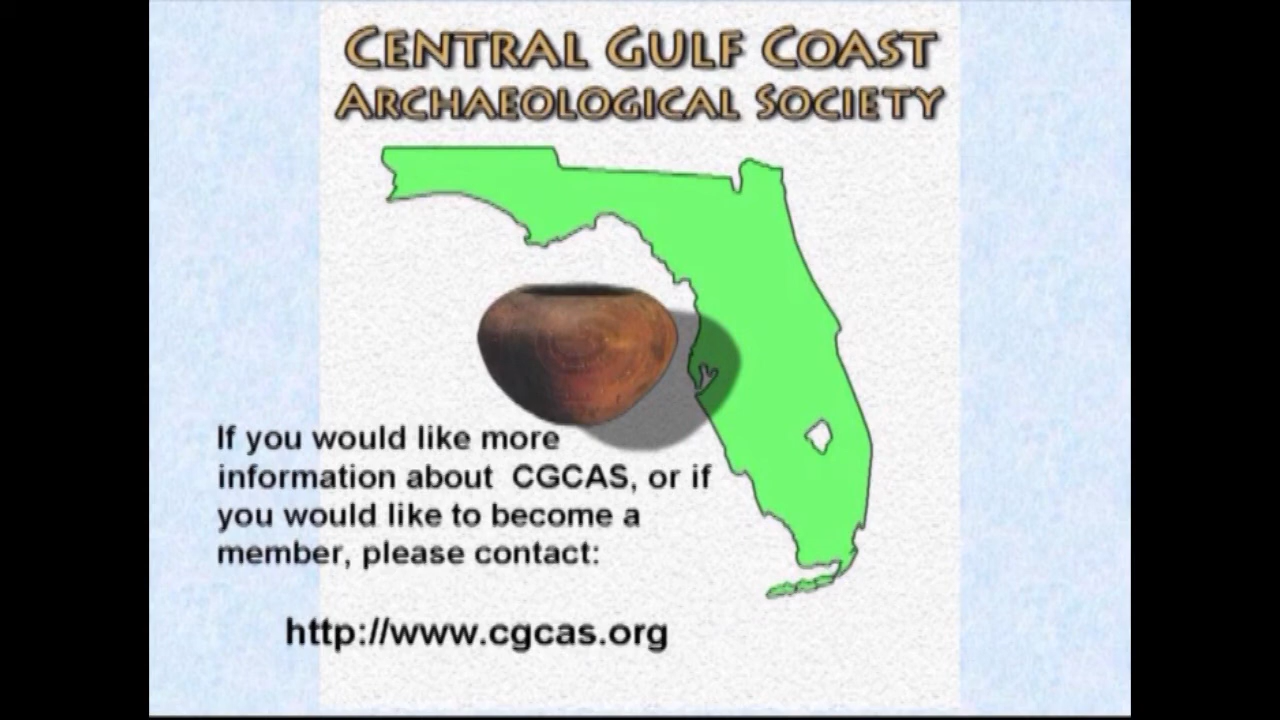 CENTRAL GULF COAST
ARCHAEOLOGICAL SOCIETY
If you would like more
information about  CGCAS, or if
you would like to become a
member, please contact:
http://www.cgcas.org